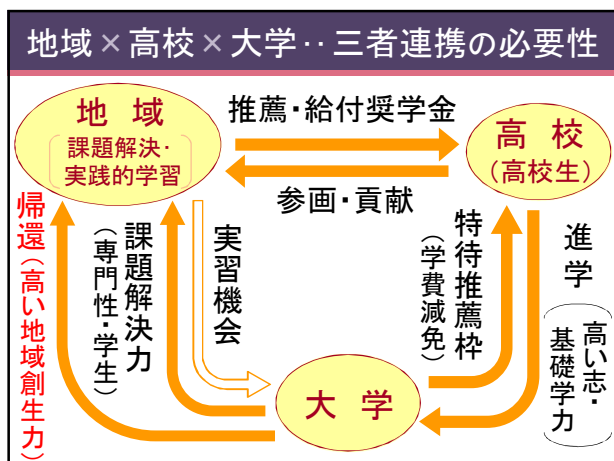 地域×高校×大学‥三者連携の必要性
地域
課題解決・
実践的学習
推薦・給付奨学金
高校
(高校生)
参画・貢献
帰還(高い地域創生力)
課題解決力
(専門性・学生)
実習機会
特待推薦枠
(学費減免)
進学
高い志・
基礎学力
大学